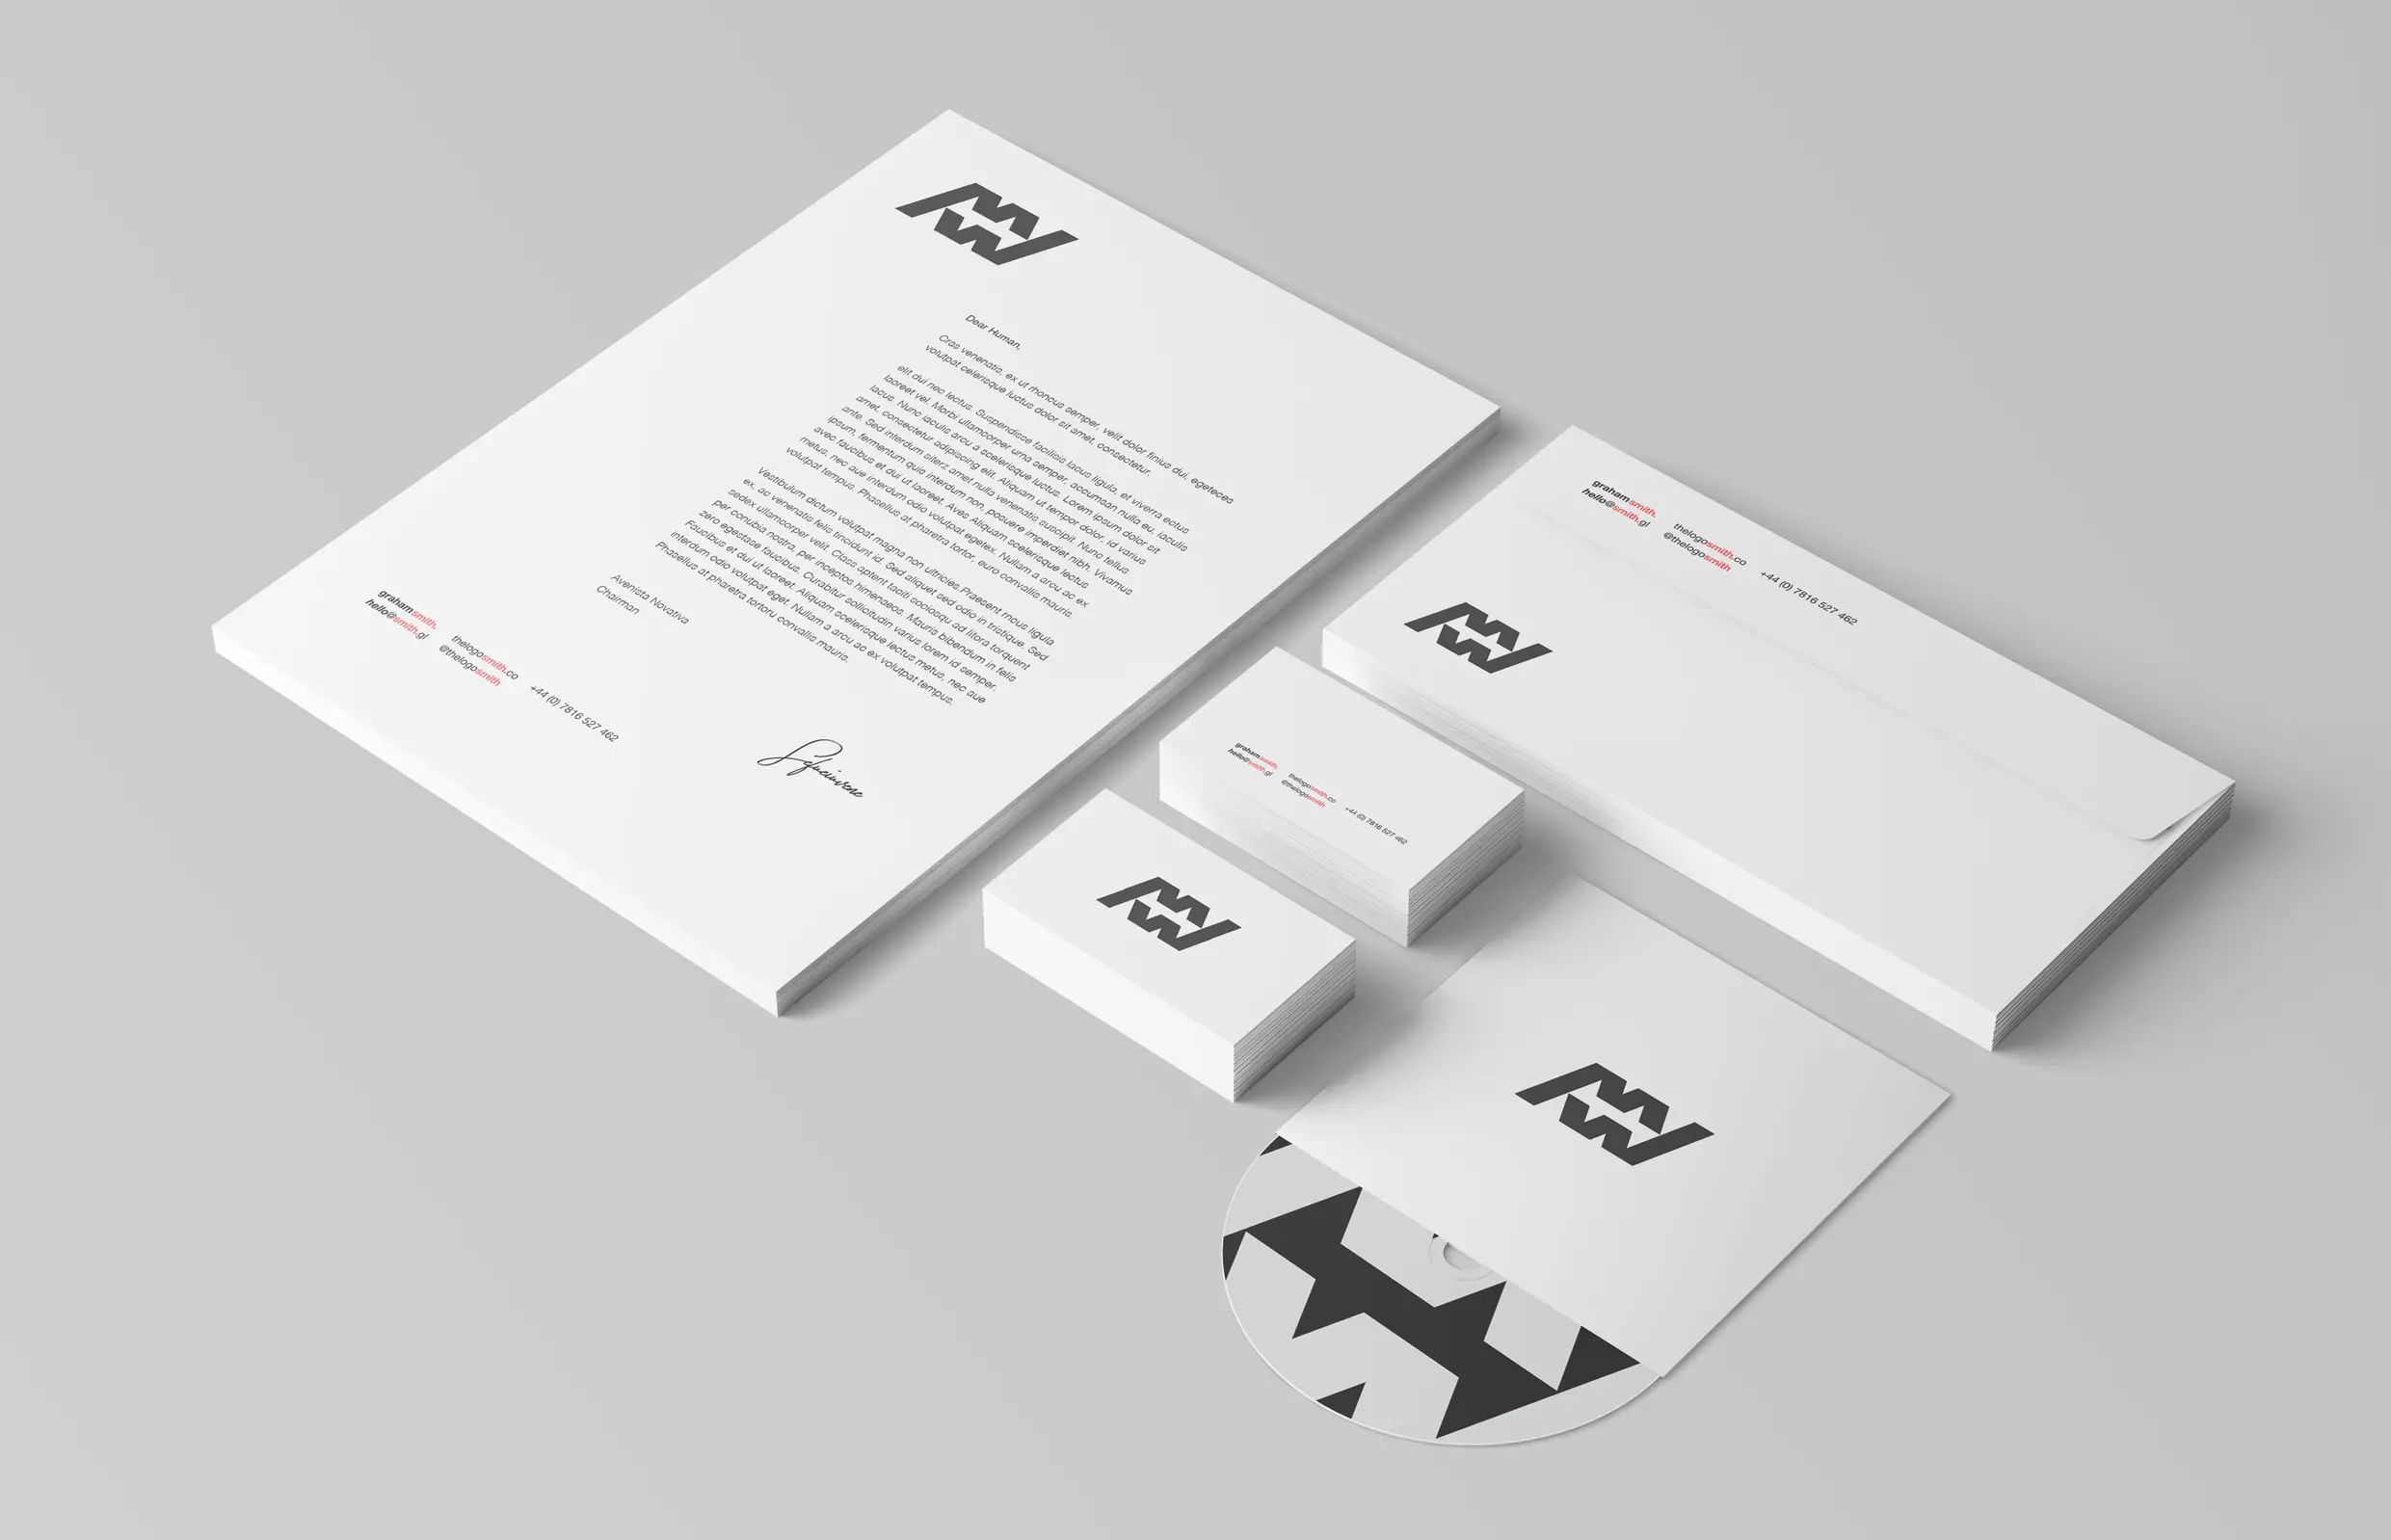 Dear Human,
Cras venenatis, ex ut rhoncus semper, velit dolor finius dui, egeteces
volutpat celerisque luctus dolor sit amet, consectetur.
elit dui nec lectus. Suspendisse facilisis lacus ligula, et viverra ectus
laoreet vel. Morbi ullamcorper urna semper, accumsan nulla eu, iaculis
lacus. Nunc iaculis arcu a scelerisque luctus. Lorem ipsum dolor sit
amet, consectetur adipiscing elit. Aliquam ut tempor dolor, id varius
ante. Sed interdum siterz amet nulla venenatis suscipit. Nunc tellus
ipsum, fermentum quis interdum non, posuere imperdiet nibh. Vivamus
avec faucibus et dui ut laoreet. Aves Aliquam scelerisque lectus
metus, nec aue interdum odio volutpat egetex. Nullam a arcu ac ex
volutpat tempus. Phasellus at pharetra tortor, euro convallis mauris.
Vestibulum dictum volutpat magna non ultricies.Praesent rncus ligula
ex, ac venenatis felis tincidunt id. Sed aliquet sed odio in tristique. Sed
sedex ullamcorper velit. Class aptent taciti sociosqu ad litora torquent
per conubia nostra, per inceptos himenaeos. Mauris bibendum in felis
zero egestase faucibus. Curabitur sollicitudin varius lorem id semper.
Faucibus et dui ut laoreet. Aliquam scelerisque lectus metus, nec aue
interdum odio volutpat eget. Nullam a arcu ac ex volutpat tempus.
Phasellus at pharetra tortoru convallis mauris.
Avenista Novativa
Chairman
grahamsmith.
hello@smith.gl
thelogosmith.co
@thelogosmith
+44 (0) 7816 527 462
grahamsmith.
hello@smith.gl
thelogosmith.co
@thelogosmith
+44 (0) 7816 527 462
grahamsmith.
hello@smith.gl
thelogosmith.co
@thelogosmith
+44 (0) 7816 527 462